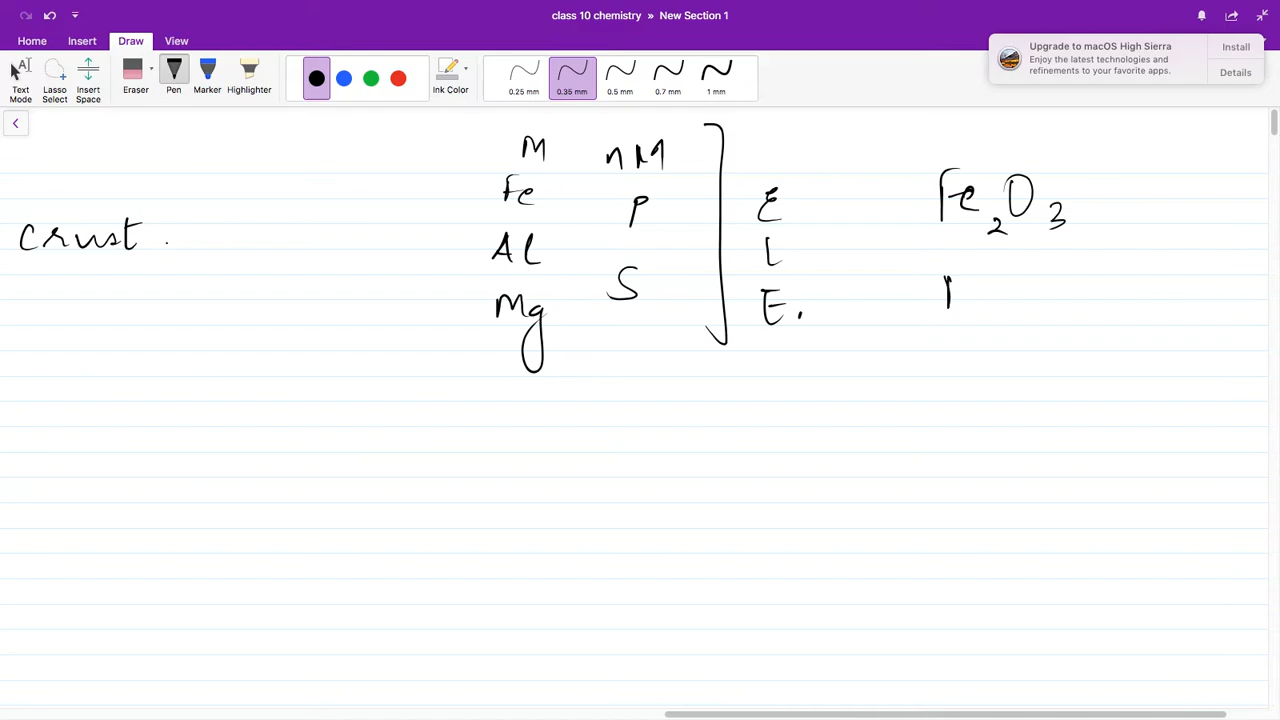 class 10 chemistry » New Section 1
Home Insert Draw View
Upgrade to macOS High Sierra
Enjoy the latest technologies and
refinements to your favorite apps.
Install
Details
Text Mode
Lasso Select
Insert Space
Eraser
Pen
Marker
Highlighter
Ink Color
0.25 mm
0.35 mm
0.5 mm
0.7 mm
1 mm
M nM
Fe P E
Al L
Mg S E.
crust .
Fe2O3